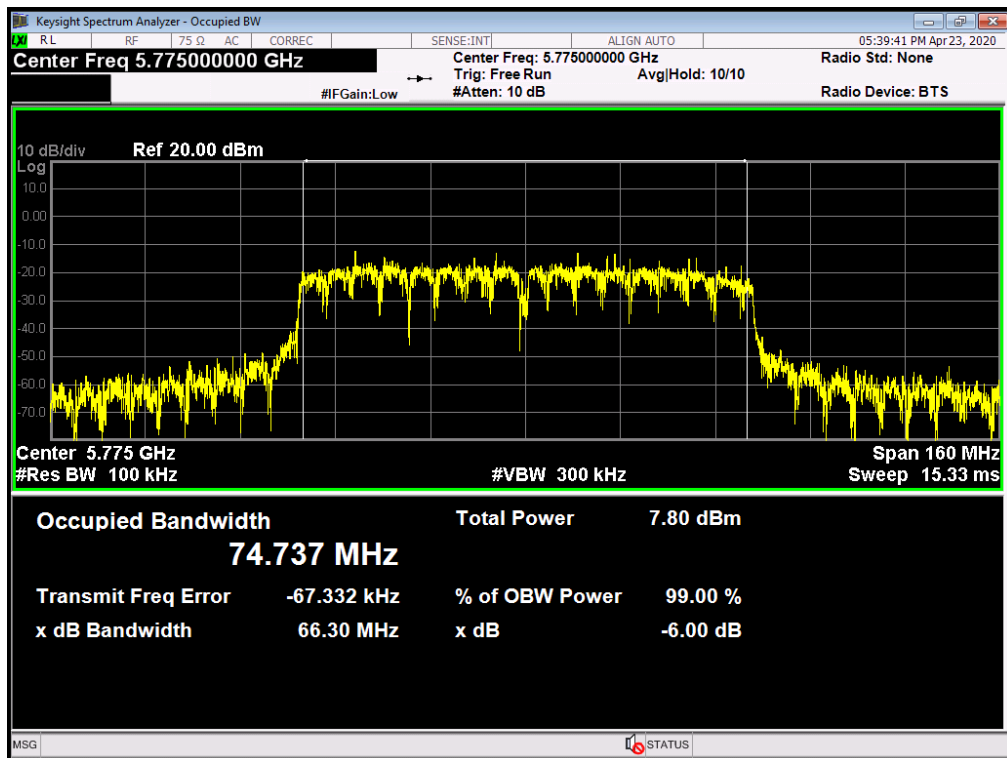 Keysight Spectrum Analyzer - Occupied BW
LXI RL RF 75 Ω AC CORREC SENSE:INT ALIGN AUTO 05:39:41 PM Apr 23, 2020
Center Freq 5.775000000 GHz Center Freq: 5.775000000 GHz Radio Std: None
Trig: Free Run Avg|Hold: 10/10
#IFGain:Low #Atten: 10 dB Radio Device: BTS
10 dB/div Ref 20.00 dBm
Log
10.0
0.00
-10.0
-20.0
-30.0
-40.0
-50.0
-60.0
-70.0
Center 5.775 GHz Span 160 MHz
#Res BW 100 kHz #VBW 300 kHz Sweep 15.33 ms
Occupied Bandwidth Total Power 7.80 dBm
74.737 MHz
Transmit Freq Error -67.332 kHz % of OBW Power 99.00 %
x dB Bandwidth 66.30 MHz x dB -6.00 dB
MSG STATUS